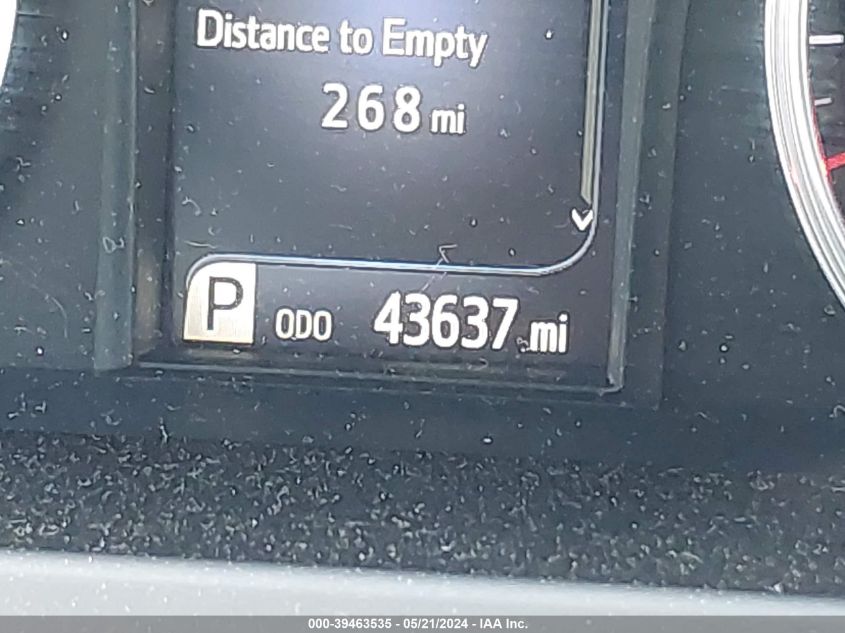 Distance to Empty
268 mi
P ODO 43637 mi
000-39463535 - 05/21/2024 - IAA Inc.